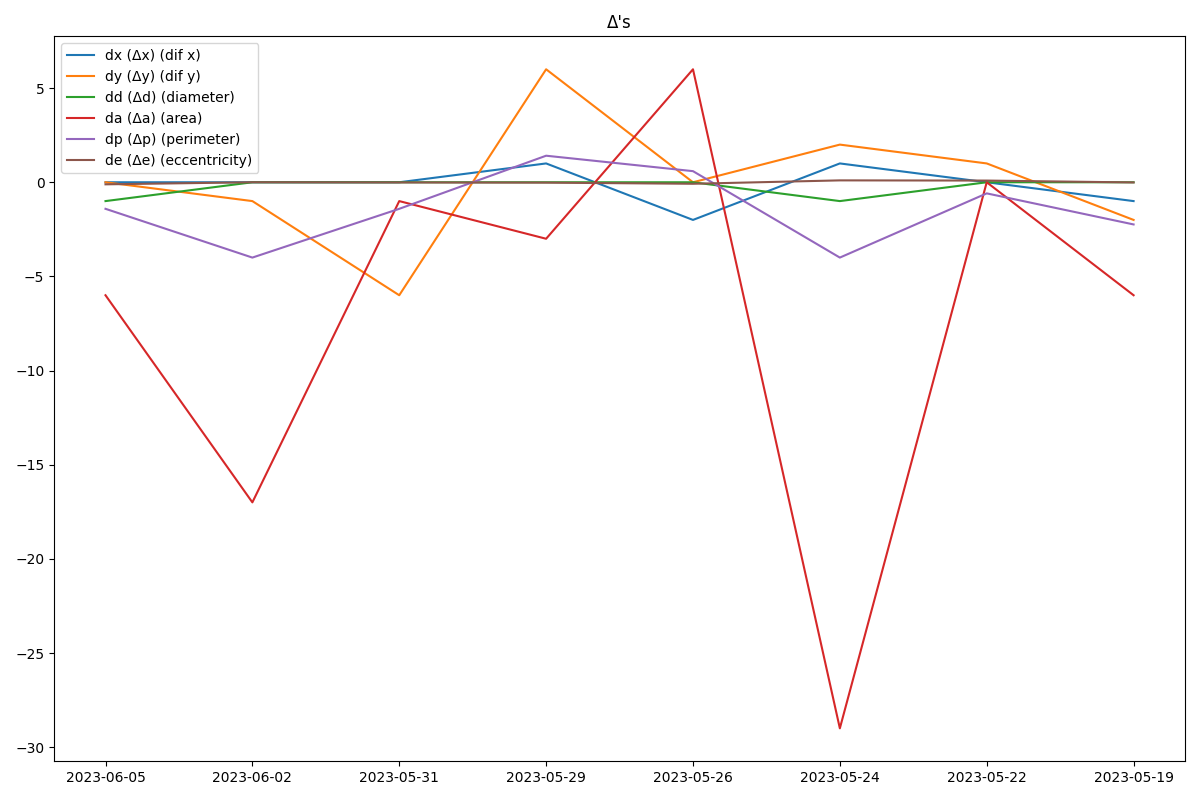 Δ's
dx (Δx) (dif x)
dy (Δy) (dif y)
dd (Δd) (diameter)
da (Δa) (area)
dp (Δp) (perimeter)
de (Δe) (eccentricity)
5
0
−5
−10
−15
−20
−25
−30
2023-06-05 2023-06-02 2023-05-31 2023-05-29 2023-05-26 2023-05-24 2023-05-22 2023-05-19